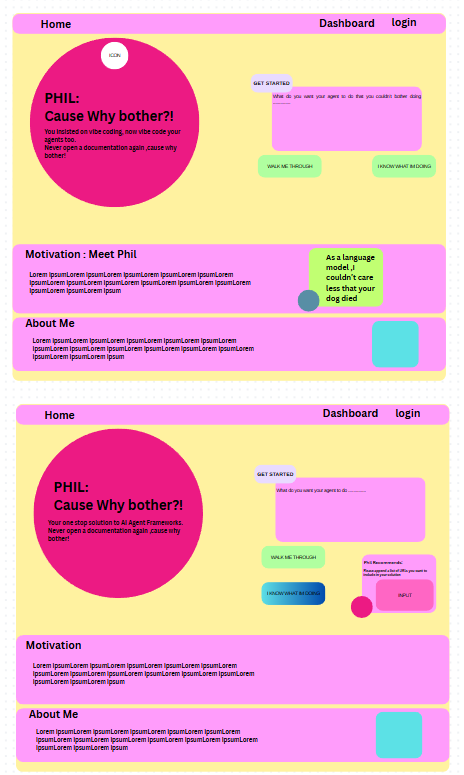 Home
Dashboard
login
ICON
PHIL:
Cause Why bother?!
You insisted on vibe coding, now vibe code your
agents too.
Never open a documentation again ,cause why
bother!
GET STARTED
What do you want your agent to do that you couldn't bother doing
..............
WALK ME THROUGH
I KNOW WHAT IM DOING
Motivation : Meet Phil
Lorem IpsumLorem IpsumLorem IpsumLorem IpsumLorem IpsumLorem
IpsumLorem IpsumLorem IpsumLorem IpsumLorem IpsumLorem IpsumLorem
IpsumLorem IpsumLorem Ipsum
As a language
model ,I
couldn't care
less that your
dog died
About Me
Lorem IpsumLorem IpsumLorem IpsumLorem IpsumLorem IpsumLorem
IpsumLorem IpsumLorem IpsumLorem IpsumLorem IpsumLorem IpsumLorem
IpsumLorem IpsumLorem Ipsum
Home
Dashboard
login
PHIL:
Cause Why bother?!
Your one stop solution to AI Agent Frameworks.
Never open a documentation again ,cause why
bother!
GET STARTED
What do you want your agent to do ..............
WALK ME THROUGH
I KNOW WHAT IM DOING
Phil Recommends:
Please append a list of URLs you want to
include in your solution
INPUT
Motivation
Lorem IpsumLorem IpsumLorem IpsumLorem IpsumLorem IpsumLorem
IpsumLorem IpsumLorem IpsumLorem IpsumLorem IpsumLorem IpsumLorem
IpsumLorem IpsumLorem Ipsum
About Me
Lorem IpsumLorem IpsumLorem IpsumLorem IpsumLorem IpsumLorem
IpsumLorem IpsumLorem IpsumLorem IpsumLorem IpsumLorem IpsumLorem
IpsumLorem IpsumLorem Ipsum